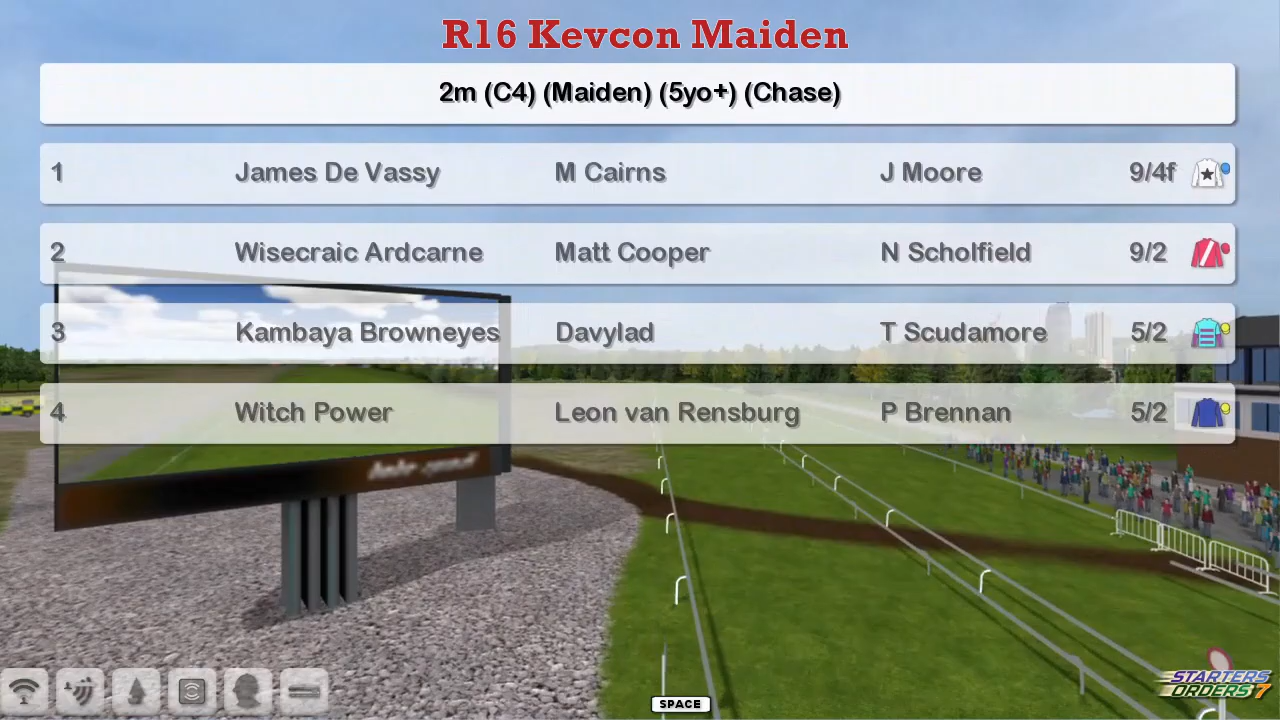 R16 Kevcon Maiden
2m (C4) (Maiden) (5yo+) (Chase)
1 James De Vassy M Cairns J Moore 9/4f
2 Wisecraic Ardcarne Matt Cooper N Scholfield 9/2
3 Kambaya Browneyes Davylad T Scudamore 5/2
4 Witch Power Leon van Rensburg P Brennan 5/2
SPACE
STARTERS
ORDERS 7